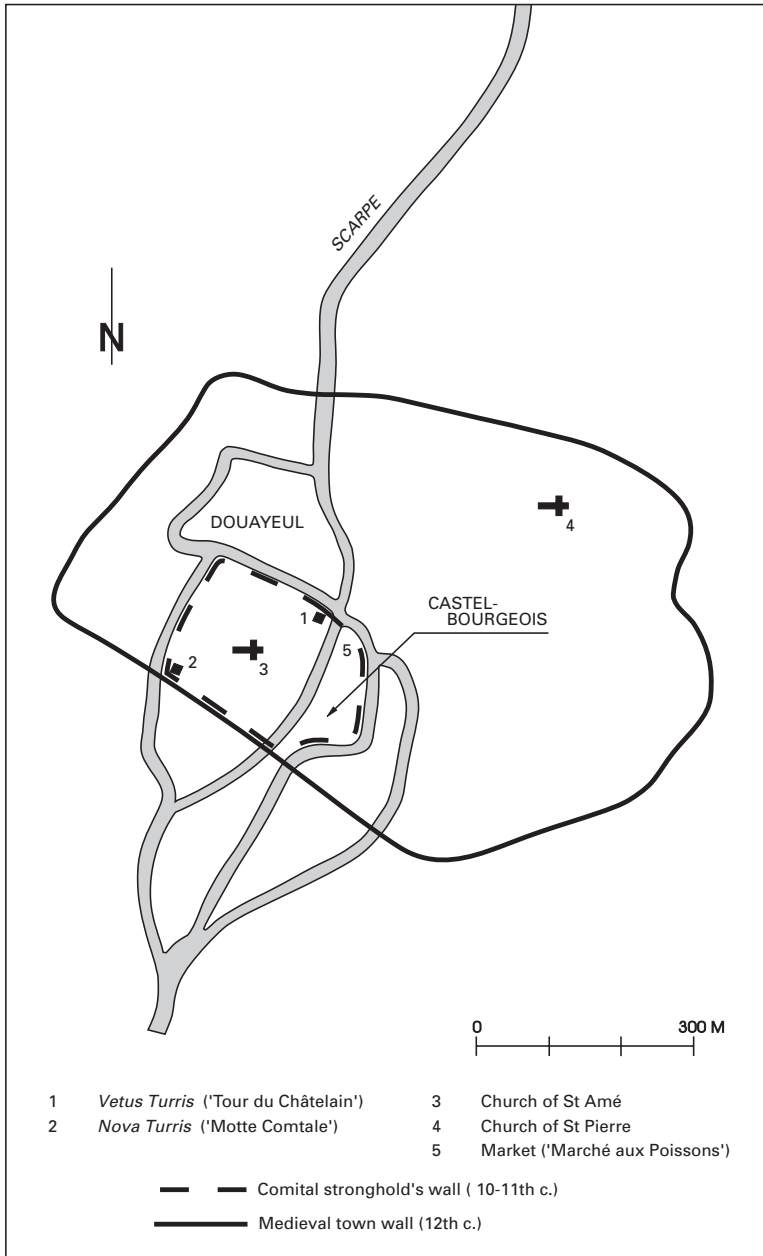 SCARPE
N
DOUAYEUL
4
CASTEL-
BOURGEOIS
1
5
2
3
0 300 M
1 Vetus Turris ('Tour du Châtelain')
2 Nova Turris ('Motte Comtale')
3 Church of St Amé
4 Church of St Pierre
5 Market ('Marché aux Poissons')
Comital stronghold's wall ( 10-11th c.)
Medieval town wall (12th c.)